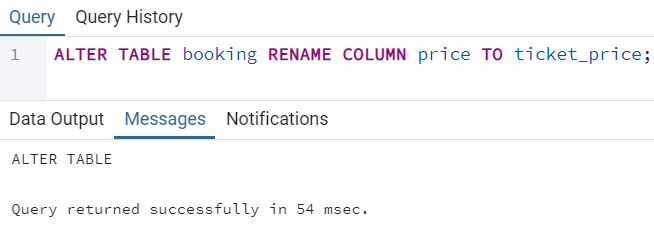 Query Query History
1 ALTER TABLE booking RENAME COLUMN price TO ticket_price;
Data Output Messages Notifications
ALTER TABLE
Query returned successfully in 54 msec.